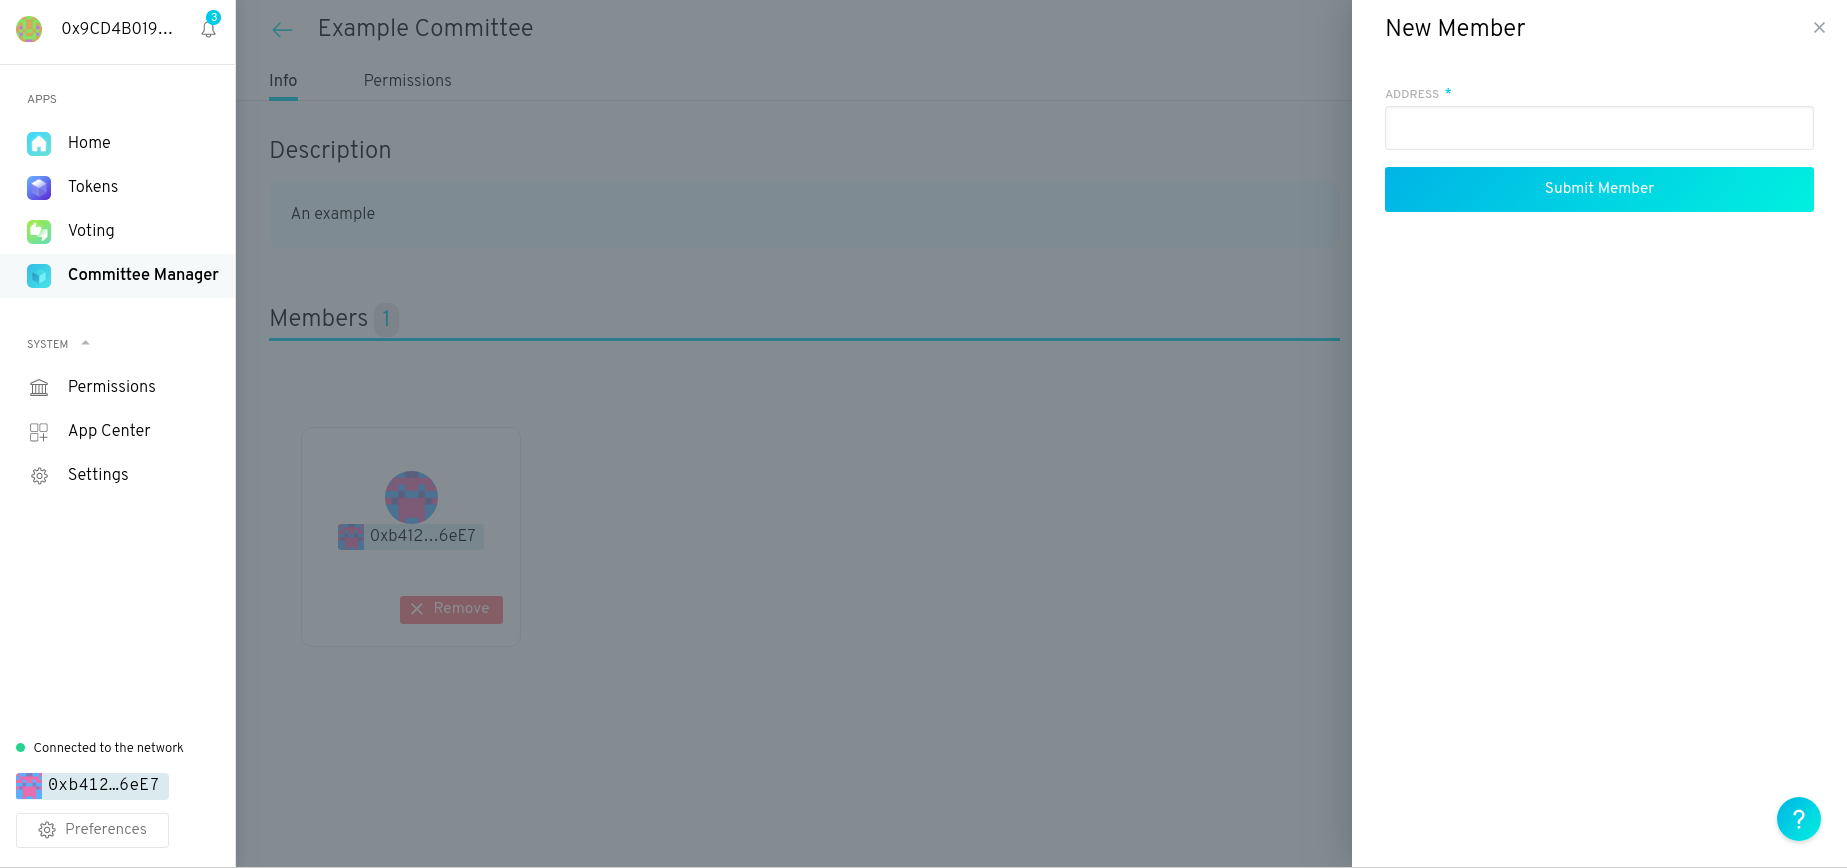 0x9CD4B019...
3
APPS
Home
Tokens
Voting
Committee Manager
SYSTEM
Permissions
App Center
Settings
Connected to the network
0xb412…6eE7
Preferences
Example Committee
Info
Permissions
Description
An example
Members 1
0xb412...6eE7
Remove
New Member
ADDRESS *
Submit Member
?